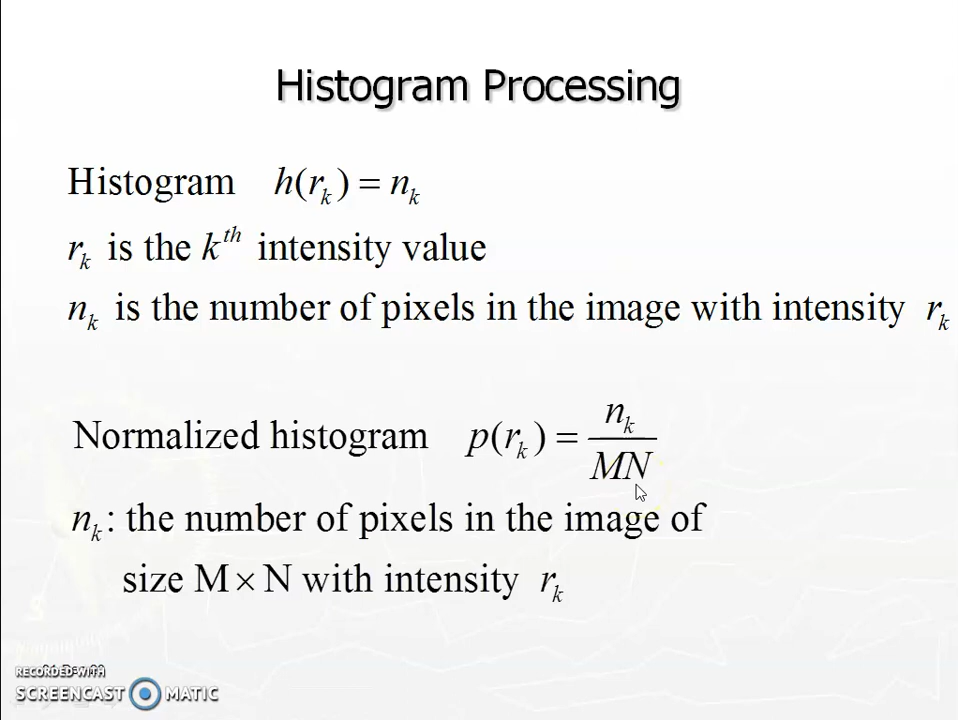 Histogram Processing
Histogram h(r_k) = n_k
r_k is the k^th intensity value
n_k is the number of pixels in the image with intensity r_k
Normalized histogram p(r_k) = n_k / MN
n_k : the number of pixels in the image of
size M × N with intensity r_k
RECORDED WITH
SCREENCAST MATIC